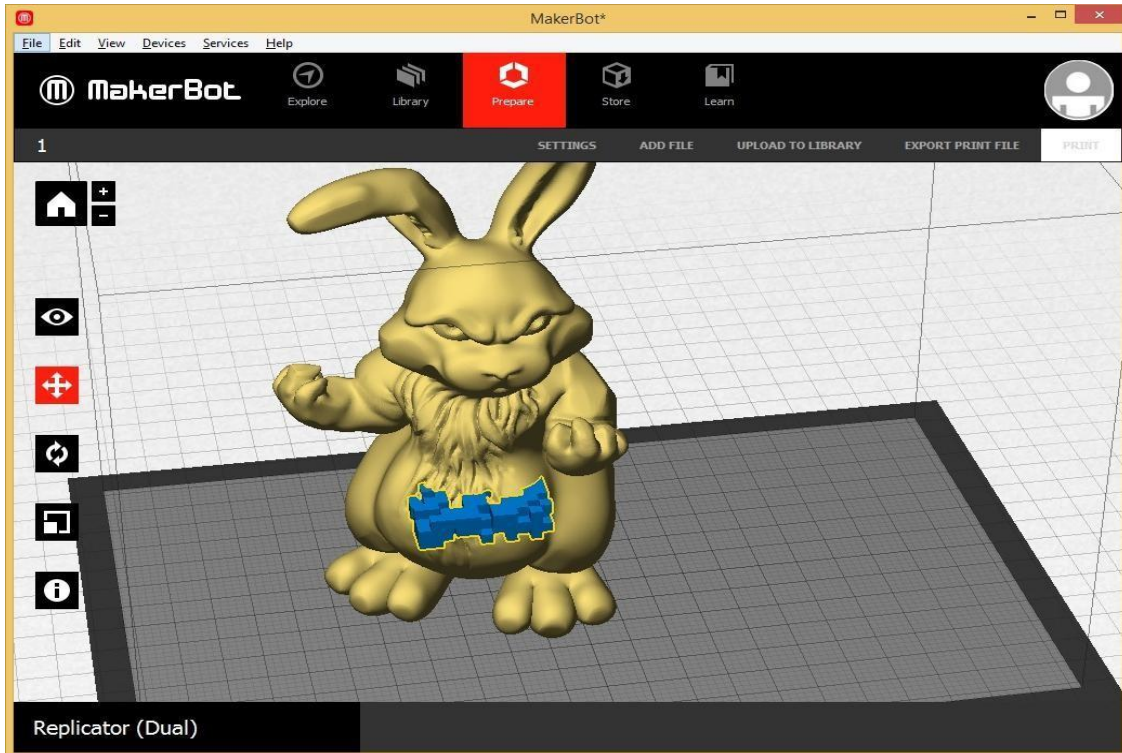 MakerBot*
File Edit View Devices Services Help
MakerBot
Explore Library Prepare Store Learn
1 SETTINGS ADD FILE UPLOAD TO LIBRARY EXPORT PRINT FILE PRINT
Replicator (Dual)